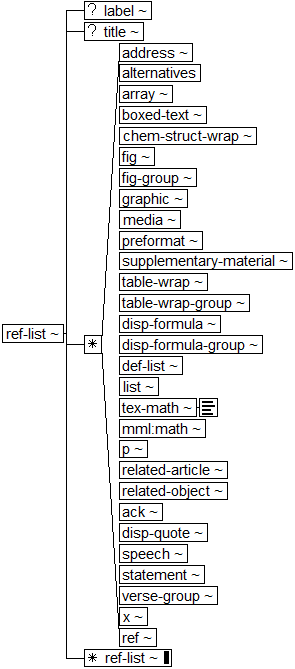 ? label ~
? title ~
address ~
alternatives
array ~
boxed-text ~
chem-struct-wrap ~
fig ~
fig-group ~
graphic ~
media ~
preformat ~
supplementary-material ~
table-wrap ~
table-wrap-group ~
disp-formula ~
ref-list ~
*
disp-formula-group ~
def-list ~
list ~
tex-math ~
mml:math ~
p ~
related-article ~
related-object ~
ack ~
disp-quote ~
speech ~
statement ~
verse-group ~
x ~
ref ~
* ref-list ~